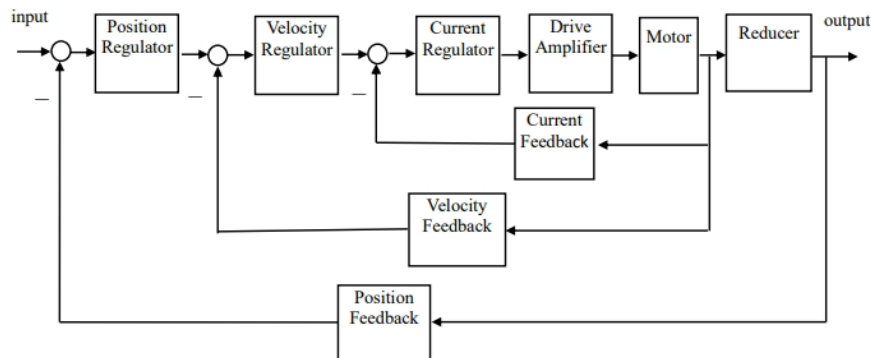 input
Position
Regulator
Velocity
Regulator
Current
Regulator
Drive
Amplifier
Motor
Reducer
output
Current
Feedback
Velocity
Feedback
Position
Feedback